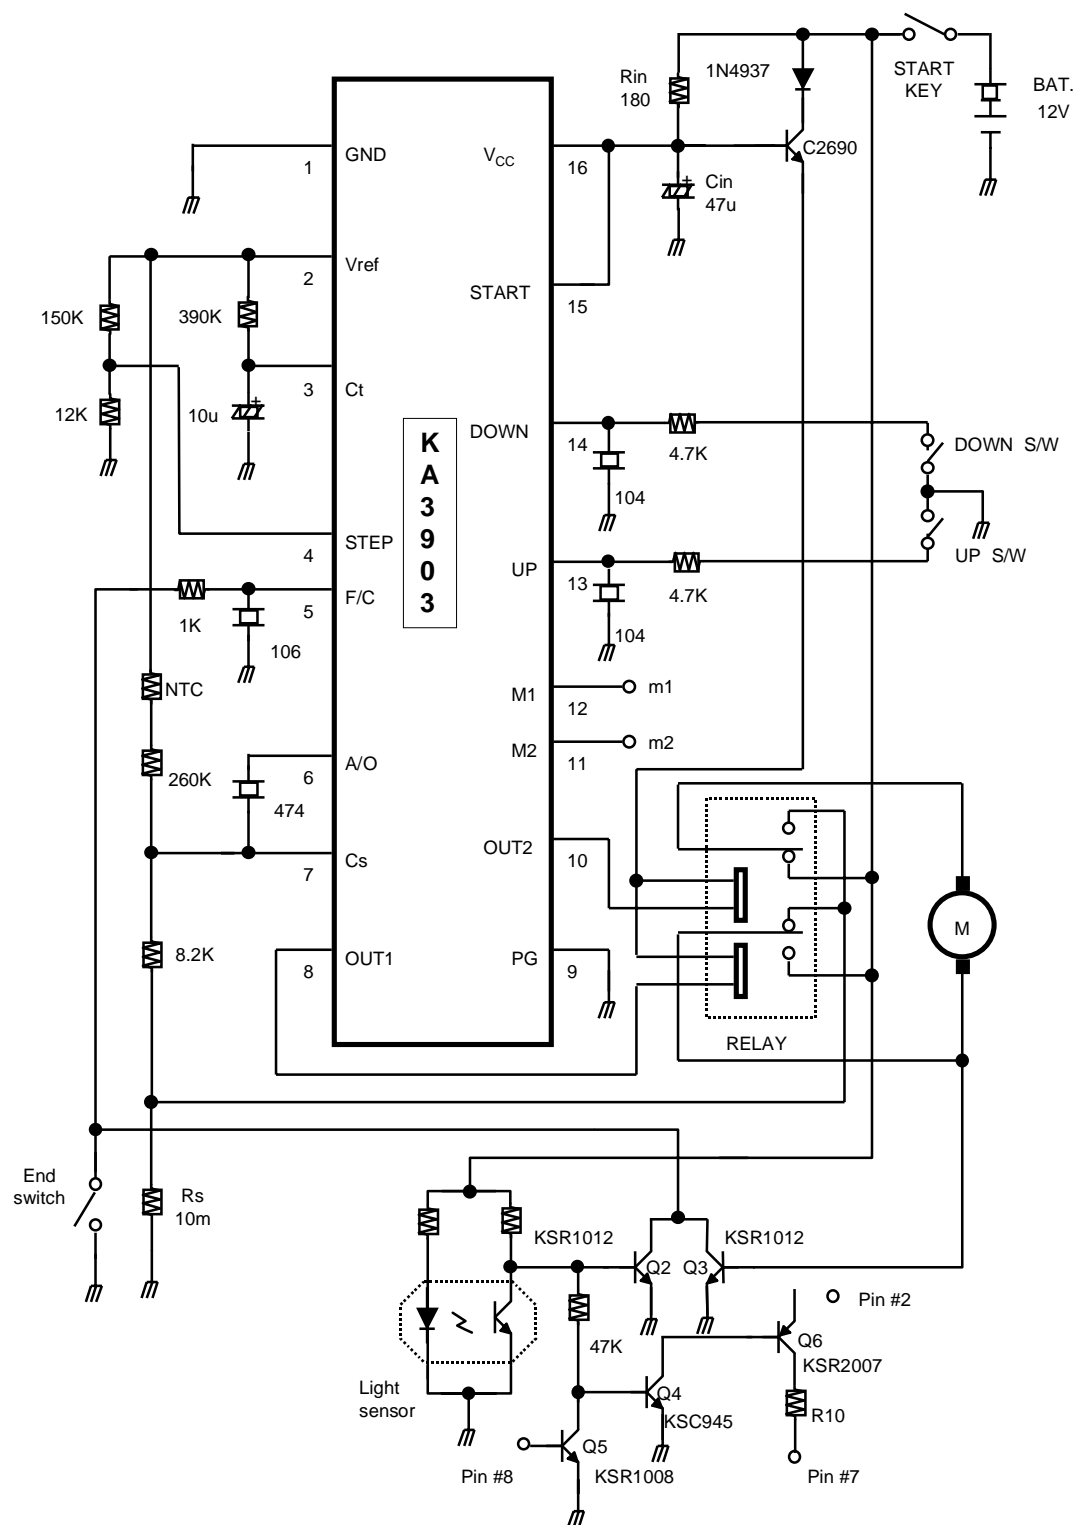 START
KEY
BAT.
12V
Rin
180
1N4937
C2690
Cin
47u
+
GND
1
VCC
16
Vref
2
START
15
150K
390K
12K
10u
+
Ct
3
DOWN
14
4.7K
104
DOWN S/W
UP S/W
K
A
3
9
0
3
STEP
4
F/C
5
1K
106
UP
13
4.7K
104
M1
12
m1
M2
11
m2
NTC
260K
A/O
6
474
Cs
7
OUT2
10
8.2K
OUT1
8
PG
9
M
RELAY
End
switch
Rs
10m
KSR1012
Q2
Q3
KSR1012
Pin #2
Q6
KSR2007
47K
Light
sensor
Q4
KSC945
R10
Q5
Pin #8
KSR1008
Pin #7